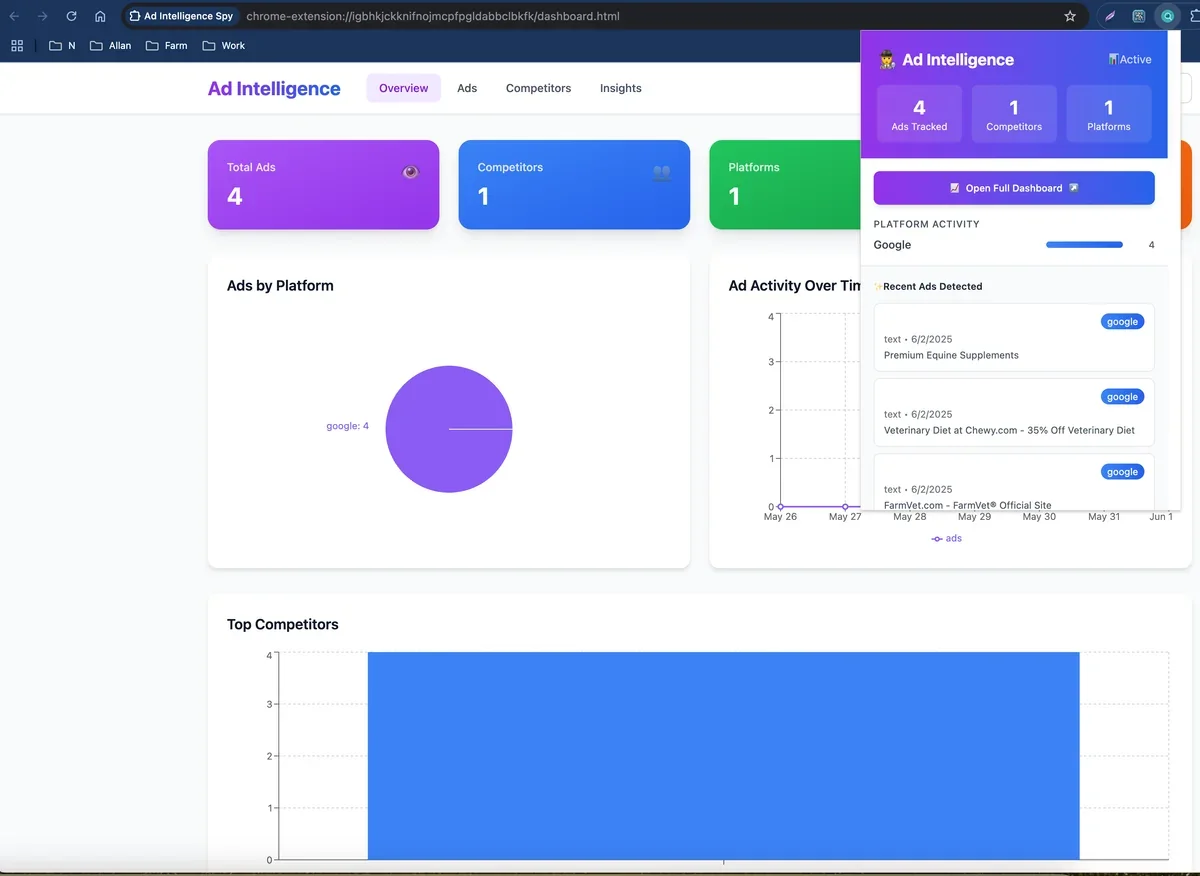 Ad Intelligence Spy
chrome-extension://igbhkjckknifnojmcpfpgldabbclbkfk/dashboard.html
N Allan Farm Work
Ad Intelligence
Overview Ads Competitors Insights
Total Ads
4
Competitors
1
Platforms
1
Ads by Platform
google: 4
Ad Activity Over Tim
4
3
2
1
0
May 26 May 27 May 28 May 29 May 30 May 31 Jun 1
ads
Top Competitors
4
3
2
1
0
Ad Intelligence
Active
4
Ads Tracked
1
Competitors
1
Platforms
Open Full Dashboard
PLATFORM ACTIVITY
Google 4
Recent Ads Detected
google
text • 6/2/2025
Premium Equine Supplements
google
text • 6/2/2025
Veterinary Diet at Chewy.com - 35% Off Veterinary Diet
google
text • 6/2/2025
FarmVet.com - FarmVet® Official Site